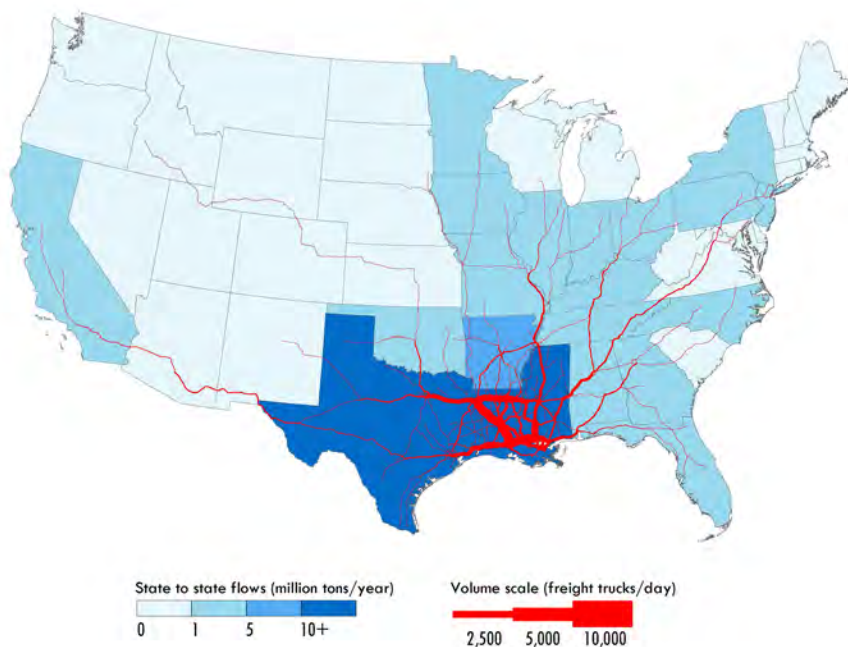 State to state flows (million tons/year)
0 1 5 10+
Volume scale (freight trucks/day)
2,500 5,000 10,000